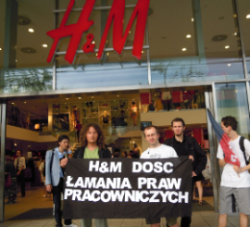 H&M
H&M DOSC
ŁAMANIA PRAW
PRACOWNICZYCH